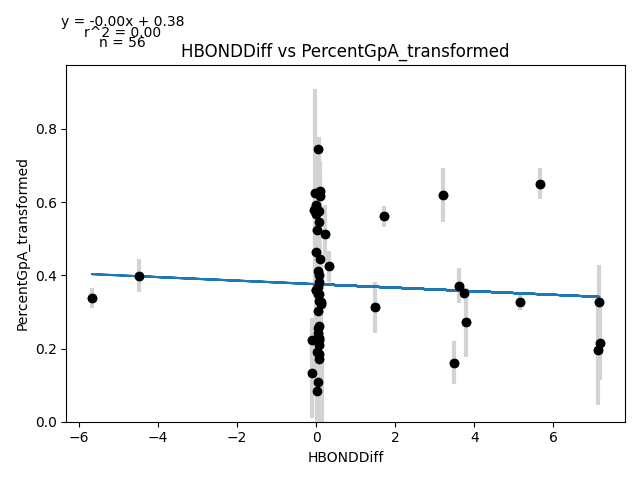 y = -0.00x + 0.38
r^2 = 0.00
n = 56
HBONDDiff vs PercentGpA_transformed
PercentGpA_transformed
0.8
0.6
0.4
0.2
0.0
−6
−4
−2
0
2
4
6
HBONDDiff